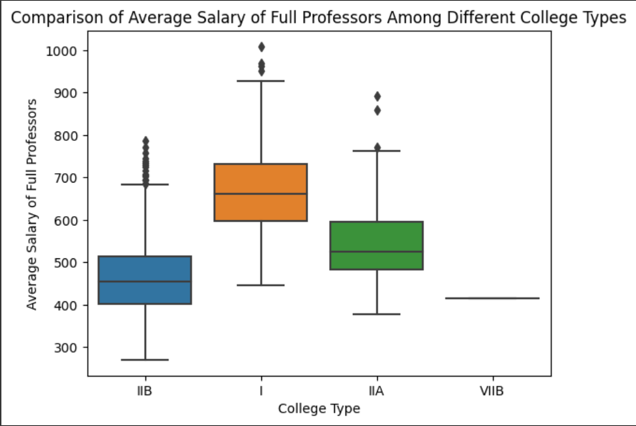 Comparison of Average Salary of Full Professors Among Different College Types
Average Salary of Full Professors
1000
900
800
700
600
500
400
300
IIB I IIA VIIB
College Type